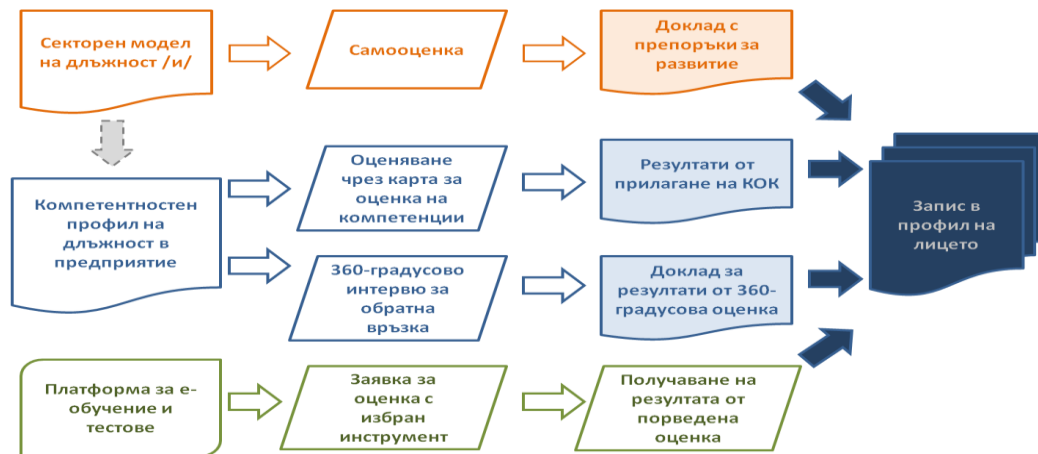 Секторен модел
на длъжност /и/
Самооценка
Доклад с
препоръки за
развитие
Компетентностен
профил на
длъжност в
предприятие
Оценяване
чрез карта за
оценка на
компетенции
Резултати от
прилагане на КОК
Запис в
профил на
лицето
360-градусово
интервю за
обратна
връзка
Доклад за
резултати от 360-
градусова оценка
Платформа за е-
обучение и
тестове
Заявка за
оценка с
избран
инструмент
Получаване на
резултата от
порведена
оценка